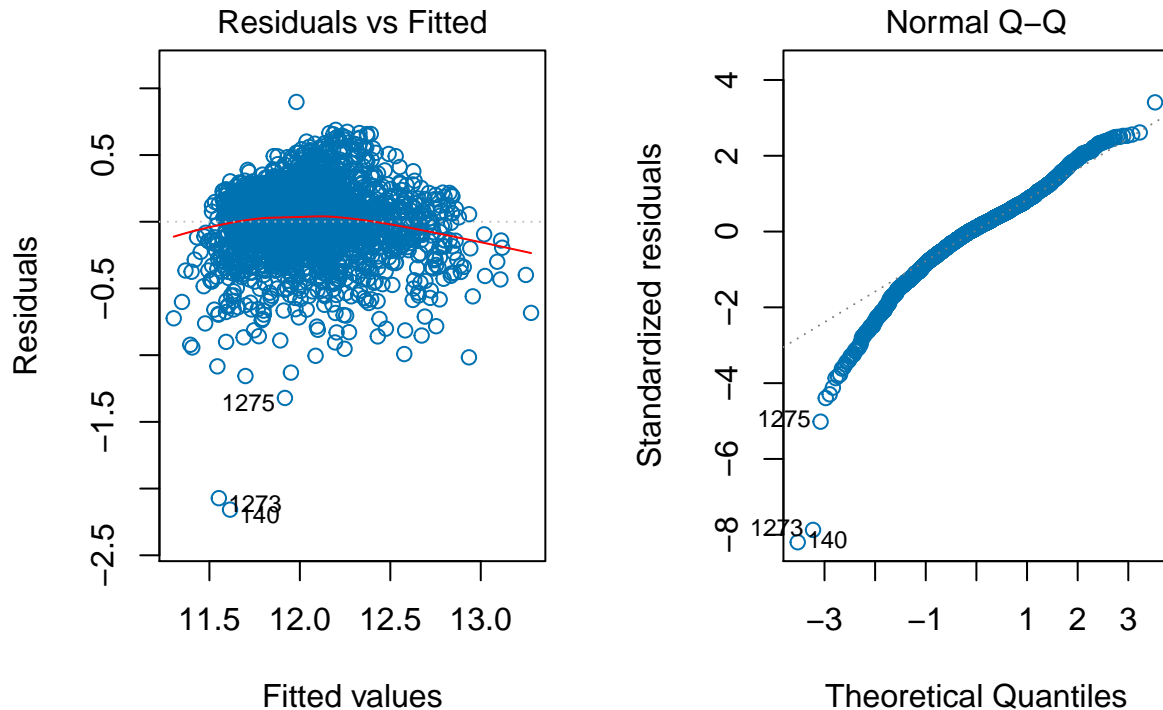 Residuals vs Fitted
Residuals
0.5
−0.5
−1.5
−2.5
1275
1273
140
11.5 12.0 12.5 13.0
Fitted values
Normal Q−Q
Standardized residuals
4
2
0
−2
−4
−6
−8
1275
1273
140
−3 −1 1 2 3
Theoretical Quantiles